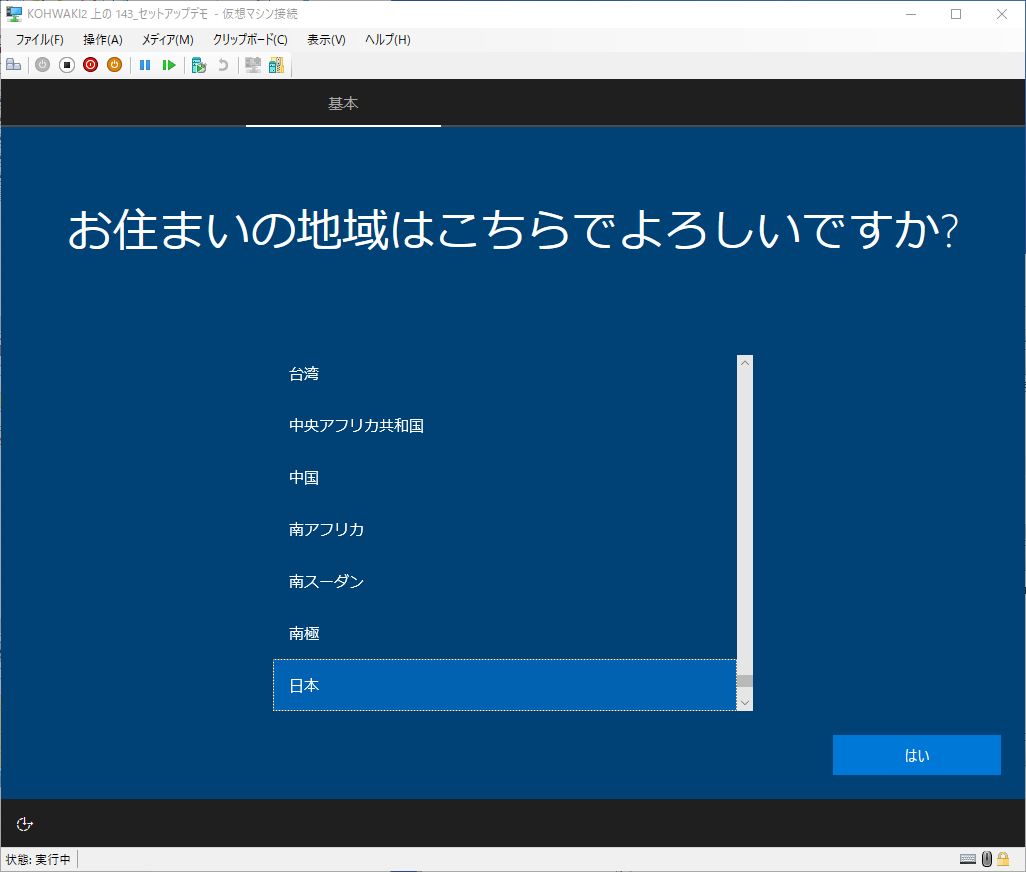 KOHWAKI2 上の 143_セットアップデモ - 仮想マシン接続
ファイル(F) 操作(A) メディア(M) クリップボード(C) 表示(V) ヘルプ(H)
基本
お住まいの地域はこちらでよろしいですか?
台湾
中央アフリカ共和国
中国
南アフリカ
南スーダン
南極
日本
はい
状態: 実行中